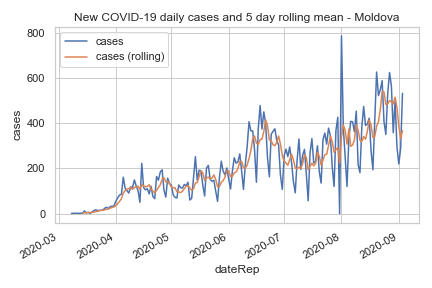 New COVID-19 daily cases and 5 day rolling mean - Moldova
cases
cases (rolling)
800
600
400
200
0
cases
2020-03
2020-04
2020-05
2020-06
2020-07
2020-08
2020-09
dateRep